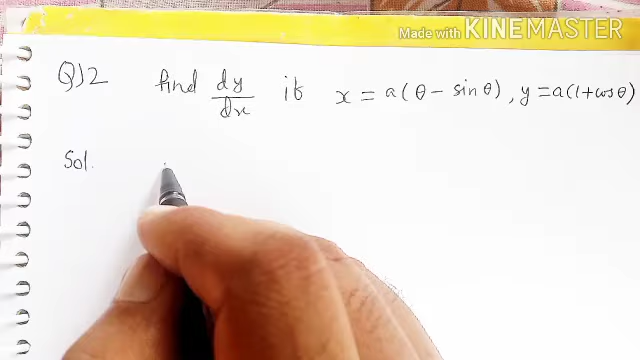 Made with KINEMASTER
Q)2 find dy/dx if x = a(θ - sinθ), y = a(1+cosθ)
Sol.